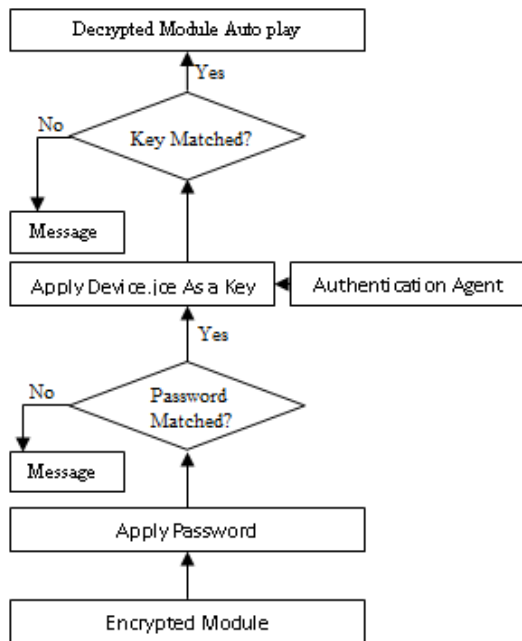 Decrypted Module Auto play
Yes
No
Key Matched?
Message
Apply Device.jce As a Key
Authentication Agent
Yes
No
Password
Matched?
Message
Apply Password
Encrypted Module